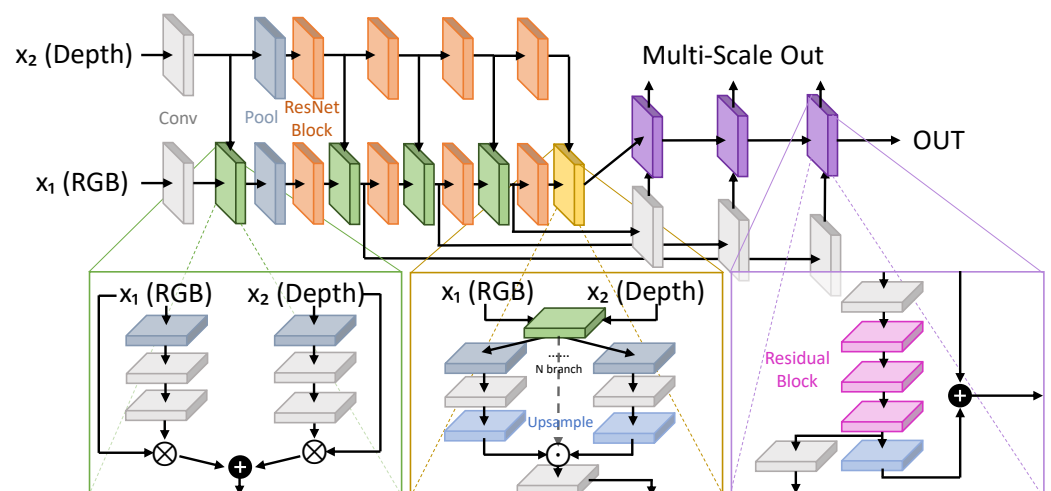 x₂ (Depth)
Conv
Pool
ResNet
Block
Multi-Scale Out
x₁ (RGB)
OUT
x₁ (RGB)
x₂ (Depth)
x₁ (RGB)
x₂ (Depth)
......
N branch
Upsample
Residual
Block